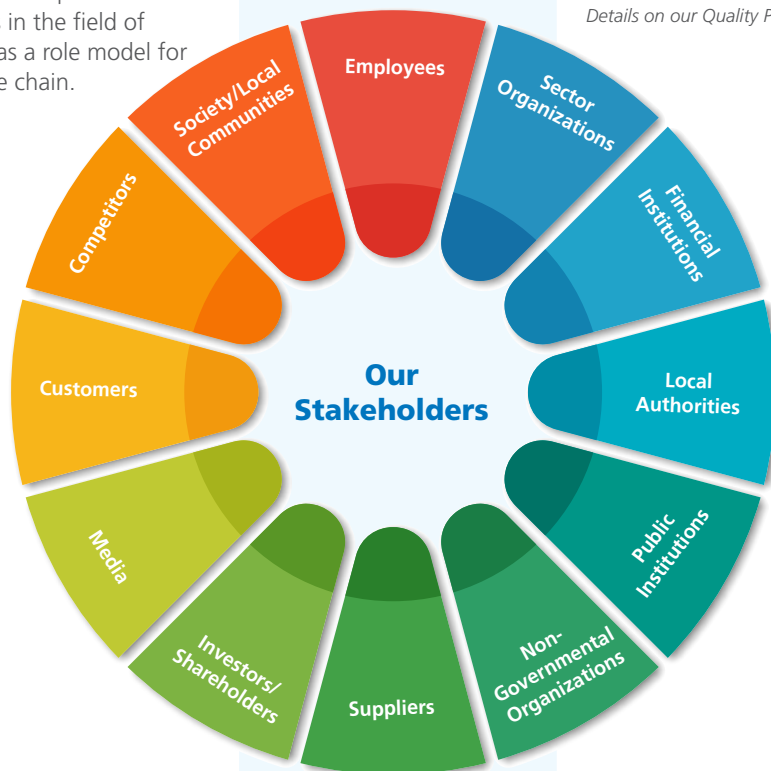 s in the field of
as a role model for
e chain.
Details on our Quality P
Employees
Sector
Organizations
Financial
Institutions
Local
Authorities
Public
Institutions
Non-
Governmental
Organizations
Suppliers
Investors/
Shareholders
Media
Customers
Competitors
Society/Local
Communities
Our
Stakeholders